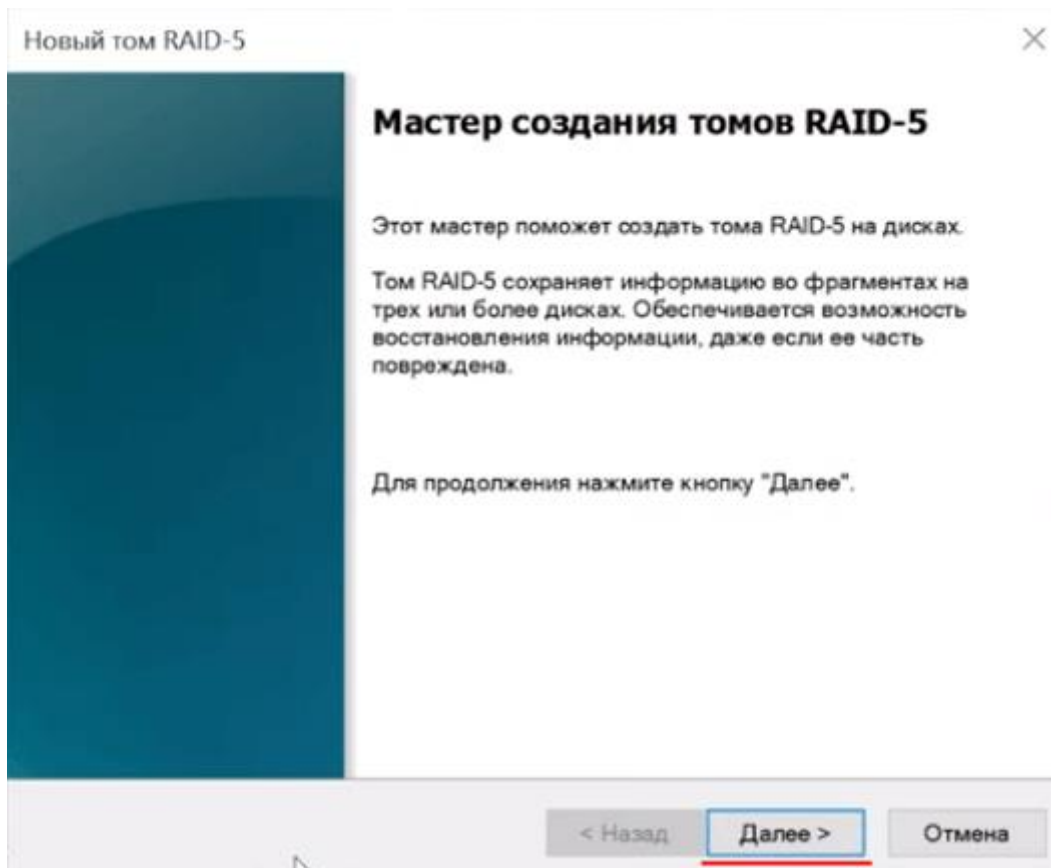 Новый том RAID-5
Мастер создания томов RAID-5
Этот мастер поможет создать тома RAID-5 на дисках.
Том RAID-5 сохраняет информацию во фрагментах на
трех или более дисках. Обеспечивается возможность
восстановления информации, даже если ее часть
повреждена.
Для продолжения нажмите кнопку "Далее".
< Назад Далее > Отмена